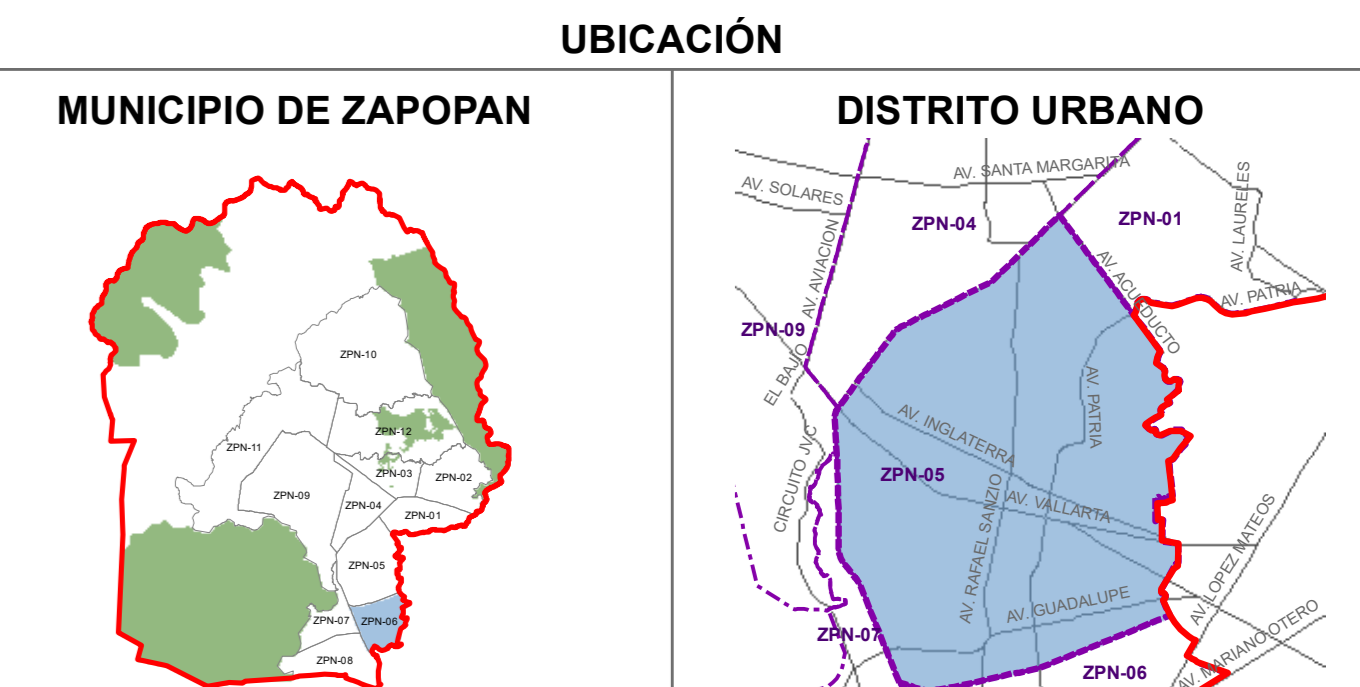 UBICACIÓN
MUNICIPIO DE ZAPOPAN
ZPN-10
ZPN-12
ZPN-11
ZPN-03
ZPN-02
ZPN-09
ZPN-04
ZPN-01
ZPN-05
ZPN-07
ZPN-06
ZPN-08
DISTRITO URBANO
AV. SANTA MARGARITA
AV. SOLARES
AV. LAURELES
ZPN-04
ZPN-01
AV. AVIACION
AV. ACUEDUCTO
AV. PATRIA
ZPN-09
EL BAJIO
AV. PATRIA
AV. INGLATERRA
CIRCUITO JVC
ZPN-05
AV. VALLARTA
AV. RAFAEL SANZIO
AV. LOPEZ MATEOS
AV. GUADALUPE
ZPN-07
AV. MARIANO OTERO
ZPN-06